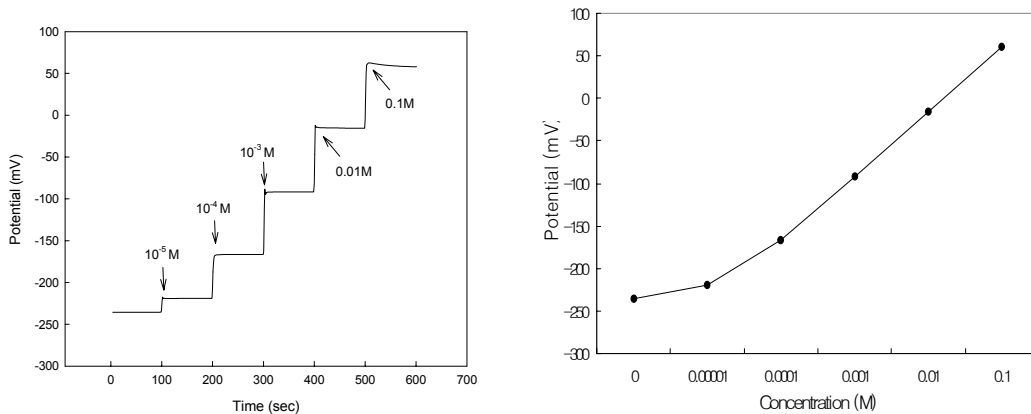 100
50
0
-50
-100
-150
-200
-250
-300
Potential (mV)
10⁻⁵ M
10⁻⁴ M
10⁻³ M
0.01M
0.1M
0 100 200 300 400 500 600 700
Time (sec)
100
50
0
-50
-100
-150
-200
-250
-300
Potential (mV)
0 0.00001 0.0001 0.001 0.01 0.1
Concentration (M)